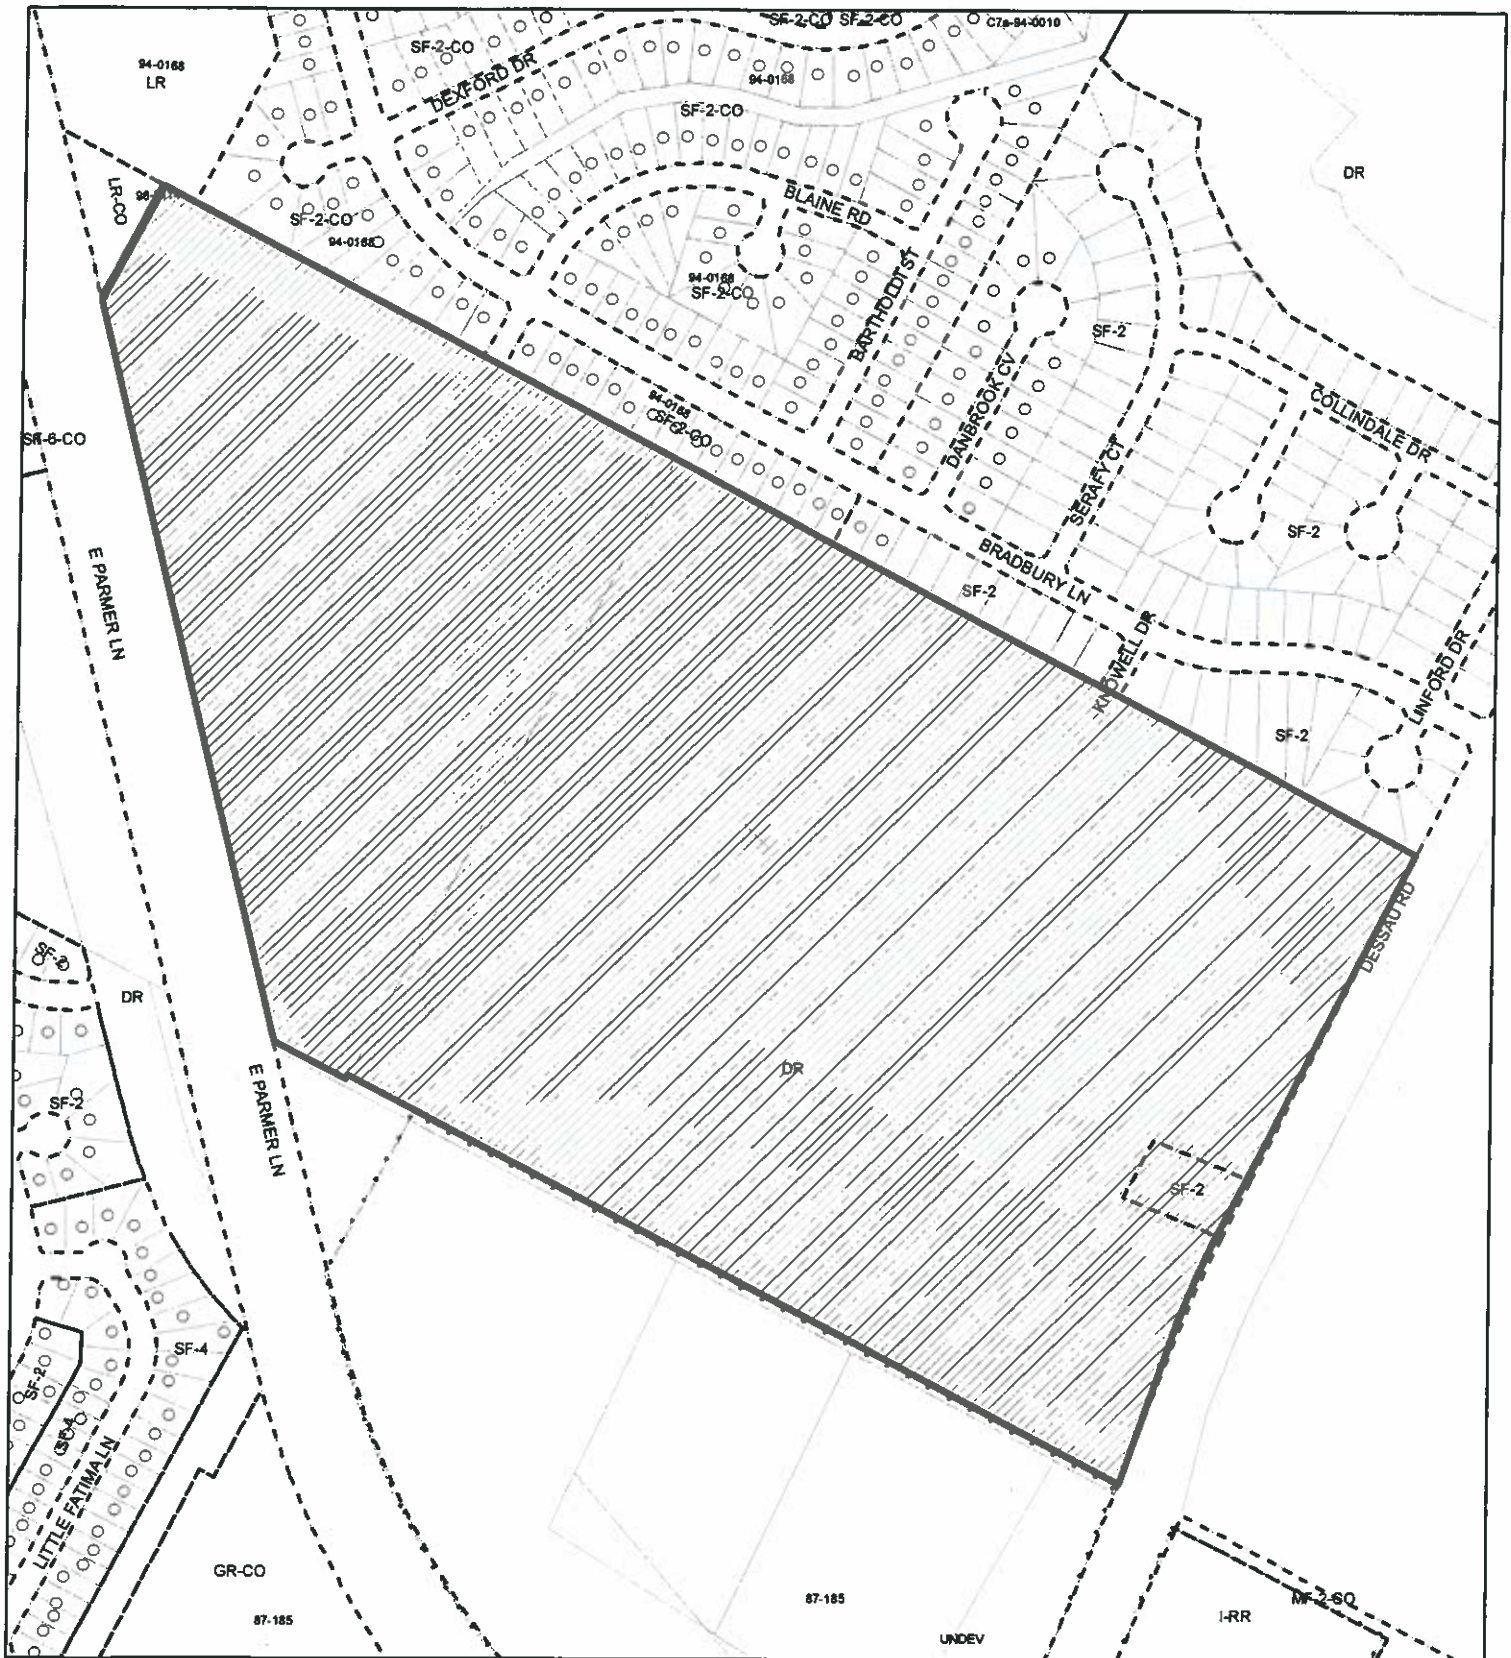 SF-2-CO SF-2-CO
C7a-94-0010
SF-2-CO
94-0168
LR
DEXFORD DR
94-0168
SF-2-CO
DR
LR-CO
SF-2-CO
94-0168
BLAINE RD
94-0168
SF-2-CO
BARTHOLDI ST
SF-2
DANBROOK CV
COLLINDALE DR
94-0168
SF-2-CO
SF-6-CO
SERAFY CT
SF-2
BRADBURY LN
SF-2
E PARMER LN
KNOWELL DR
LINFORD DR
SF-2
DESSAU RD
SF-2
DR
DR
SF-2
E PARMER LN
SF-2
SF-4
SF-2
SF-4
LITTLE FATIMA LN
GR-CO
87-185
87-185
UNDEV
I-RR
MF-2-CO